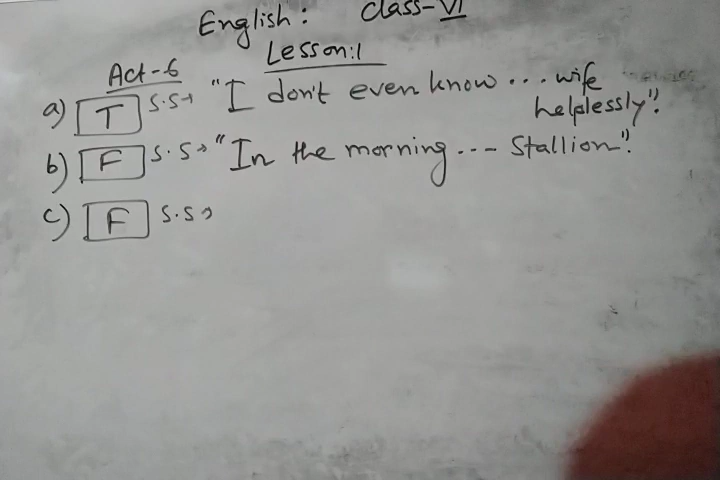 English: Class-VI
Lesson:1
Act-6
a) T S.S→ "I don't even know ... wife
helplessly".
b) F S.S→ "In the morning --- Stallion".
c) F S.S→